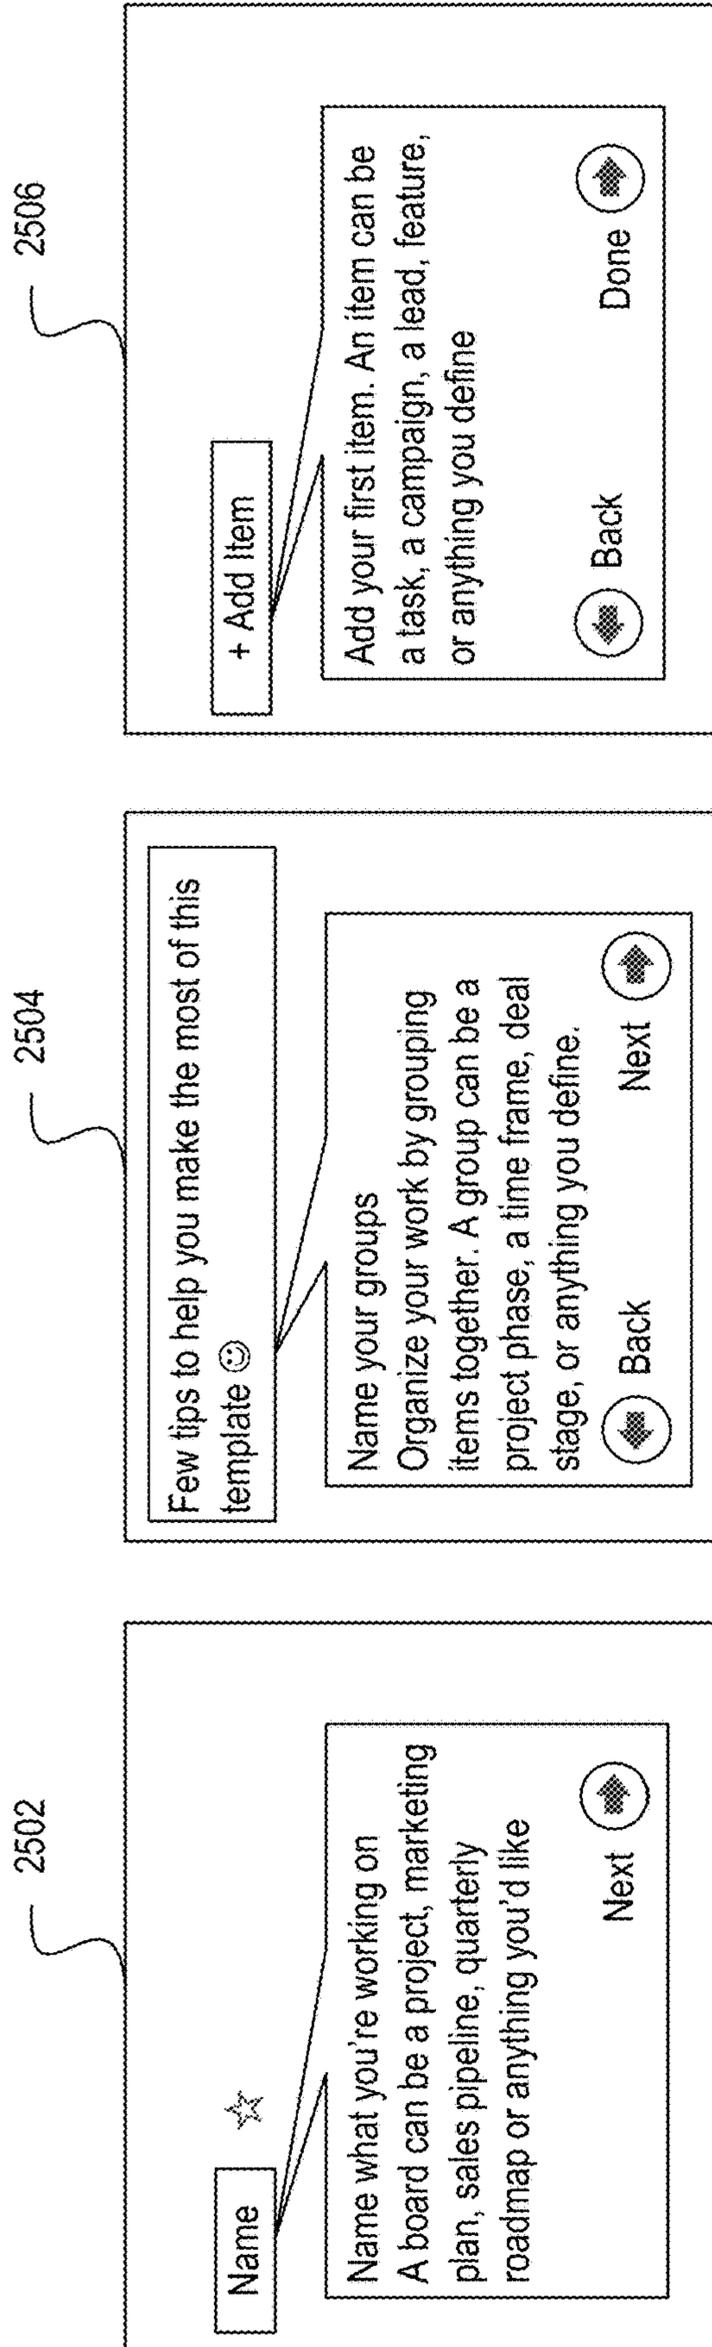 2502
Name ☆
Name what you're working on
A board can be a project, marketing
plan, sales pipeline, quarterly
roadmap or anything you'd like
Next
2504
Few tips to help you make the most of this
template ☺
Name your groups
Organize your work by grouping
items together. A group can be a
project phase, a time frame, deal
stage, or anything you define.
Back
Next
2506
+ Add Item
Add your first item. An item can be
a task, a campaign, a lead, feature,
or anything you define
Back
Done